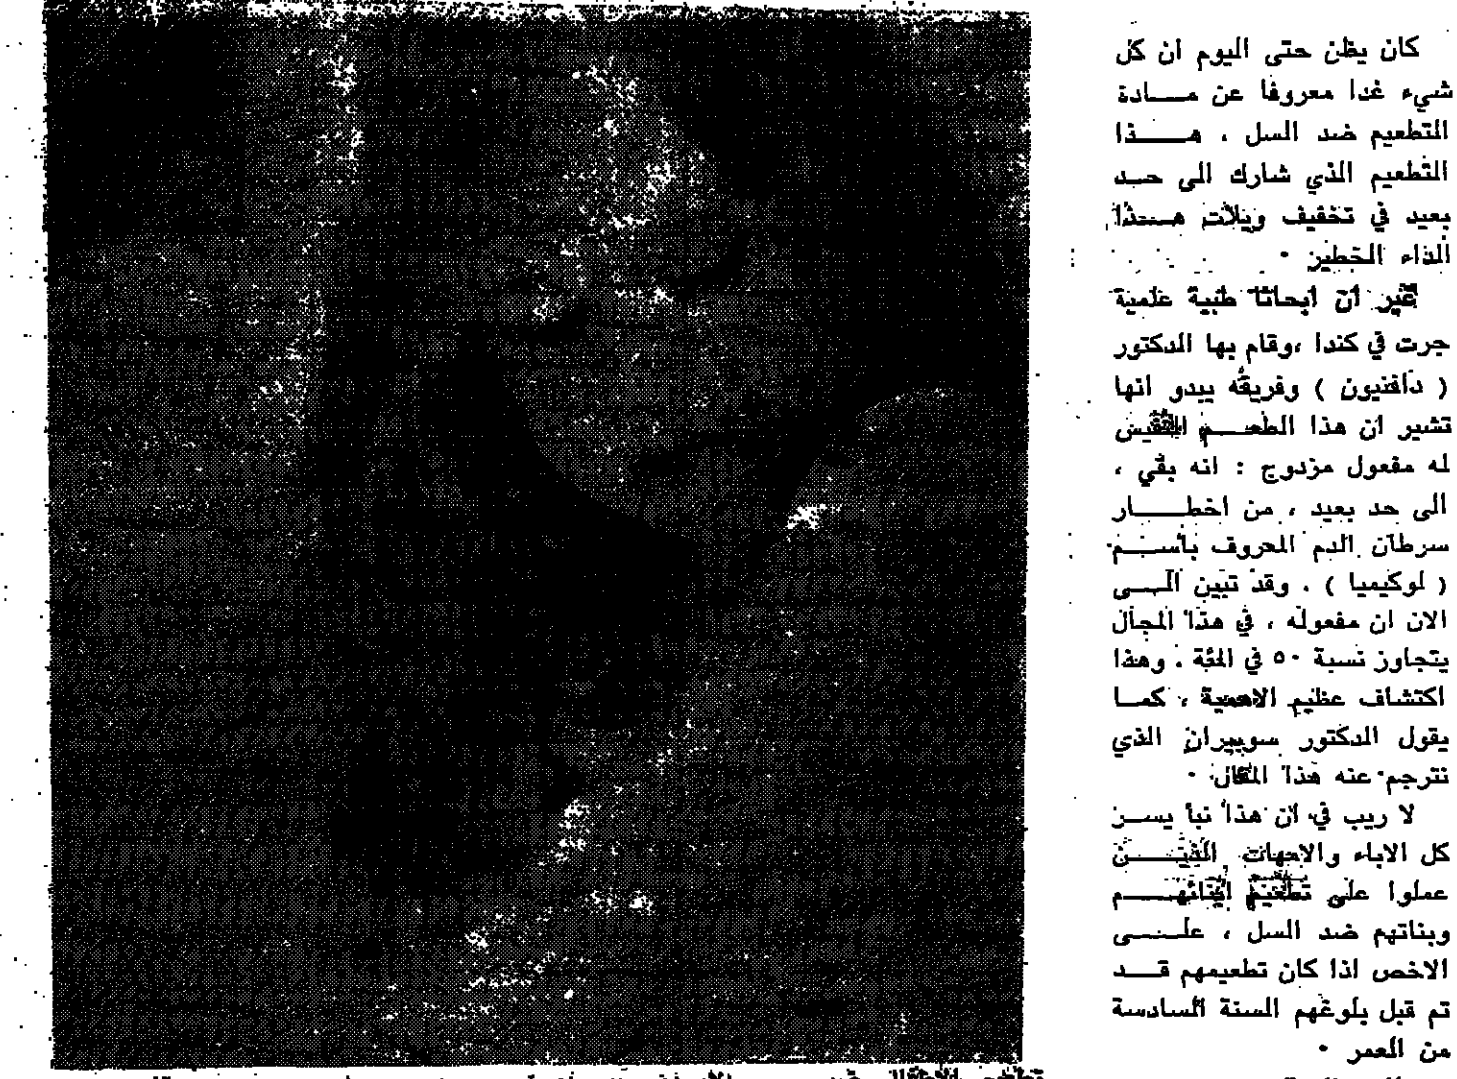 كان يظن حتى اليوم ان كل
شيء غدا معروفا عن مـــادة
التطعيم ضد السل ، هـــذا
التطعيم الذي شارك الى حـد
بعيد في تخفيف ويلات هـــذا
الداء الخطير .
غير ان ابحاثا طبية علمية
جرت في كندا ،وقام بها الدكتور
( دافنيون ) وفريقه يبدو انها
تشير ان هذا الطعـــم
له مفعول مزدوج : انه يقي ،
الى حد بعيد ، من اخطـــار
سرطان الدم المعروف باســم
( لوكيميا ) . وقد تبين الـــى
الان ان مفعوله ، في هذا المجال
يتجاوز نسبة ٥٠ في المئة . وهذا
اكتشاف عظيم الاهمية ، كمـا
يقول الدكتور سوبيران الذي
نترجم عنه هذا المقال .
لا ريب في ان هذا نبأ يســر
كل الاباء والامهات الذيـــن
عملوا على تطعيم ابنائهـــم
وبناتهم ضد السل ، علـــى
الاخص اذا كان تطعيمهم قـــد
تم قبل بلوغهم السنة السادسة
من العمر .